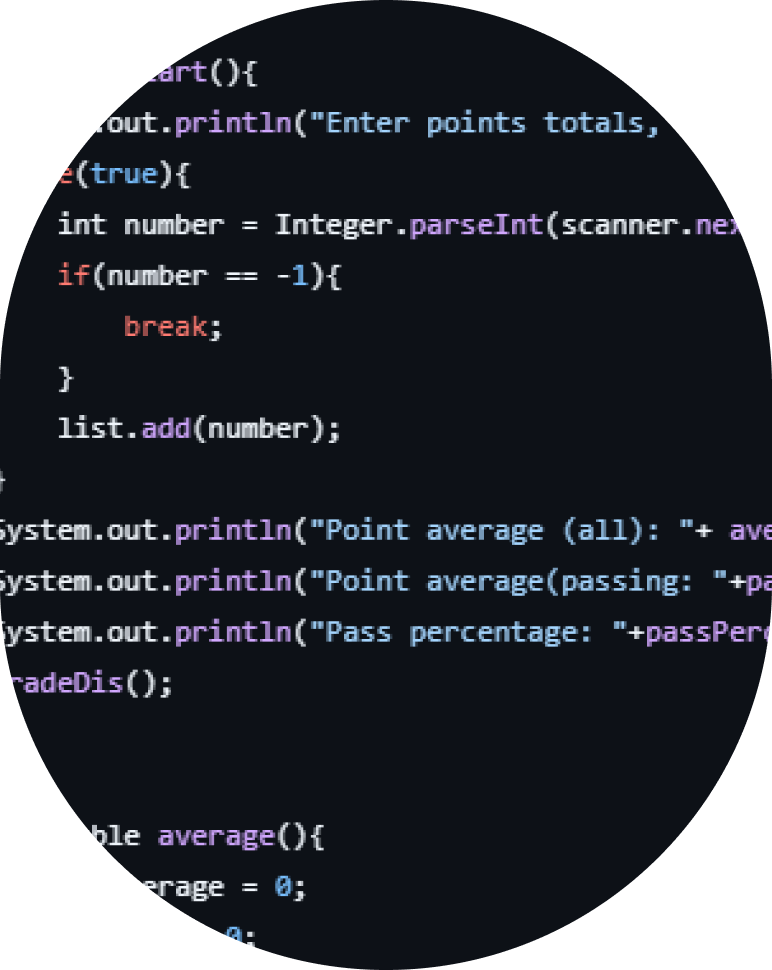 art(){
.out.println("Enter points totals,
e(true){
int number = Integer.parseInt(scanner.nex
if(number == -1){
break;
}
list.add(number);
}
System.out.println("Point average (all): "+ ave
System.out.println("Point average(passing: "+pa
System.out.println("Pass percentage: "+passPerc
radeDis();
ble average(){
erage = 0;
0;